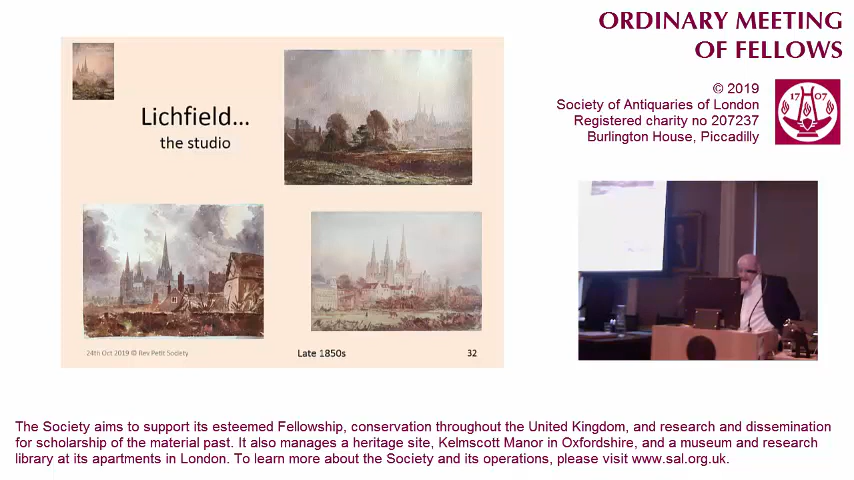 ORDINARY MEETING
OF FELLOWS
© 2019
Society of Antiquaries of London
Registered charity no 207237
Burlington House, Piccadilly
17 07
Lichfield...
the studio
24th Oct 2019 © Rev Petit Society
Late 1850s
32
The Society aims to support its esteemed Fellowship, conservation throughout the United Kingdom, and research and dissemination
for scholarship of the material past. It also manages a heritage site, Kelmscott Manor in Oxfordshire, and a museum and research
library at its apartments in London. To learn more about the Society and its operations, please visit www.sal.org.uk.